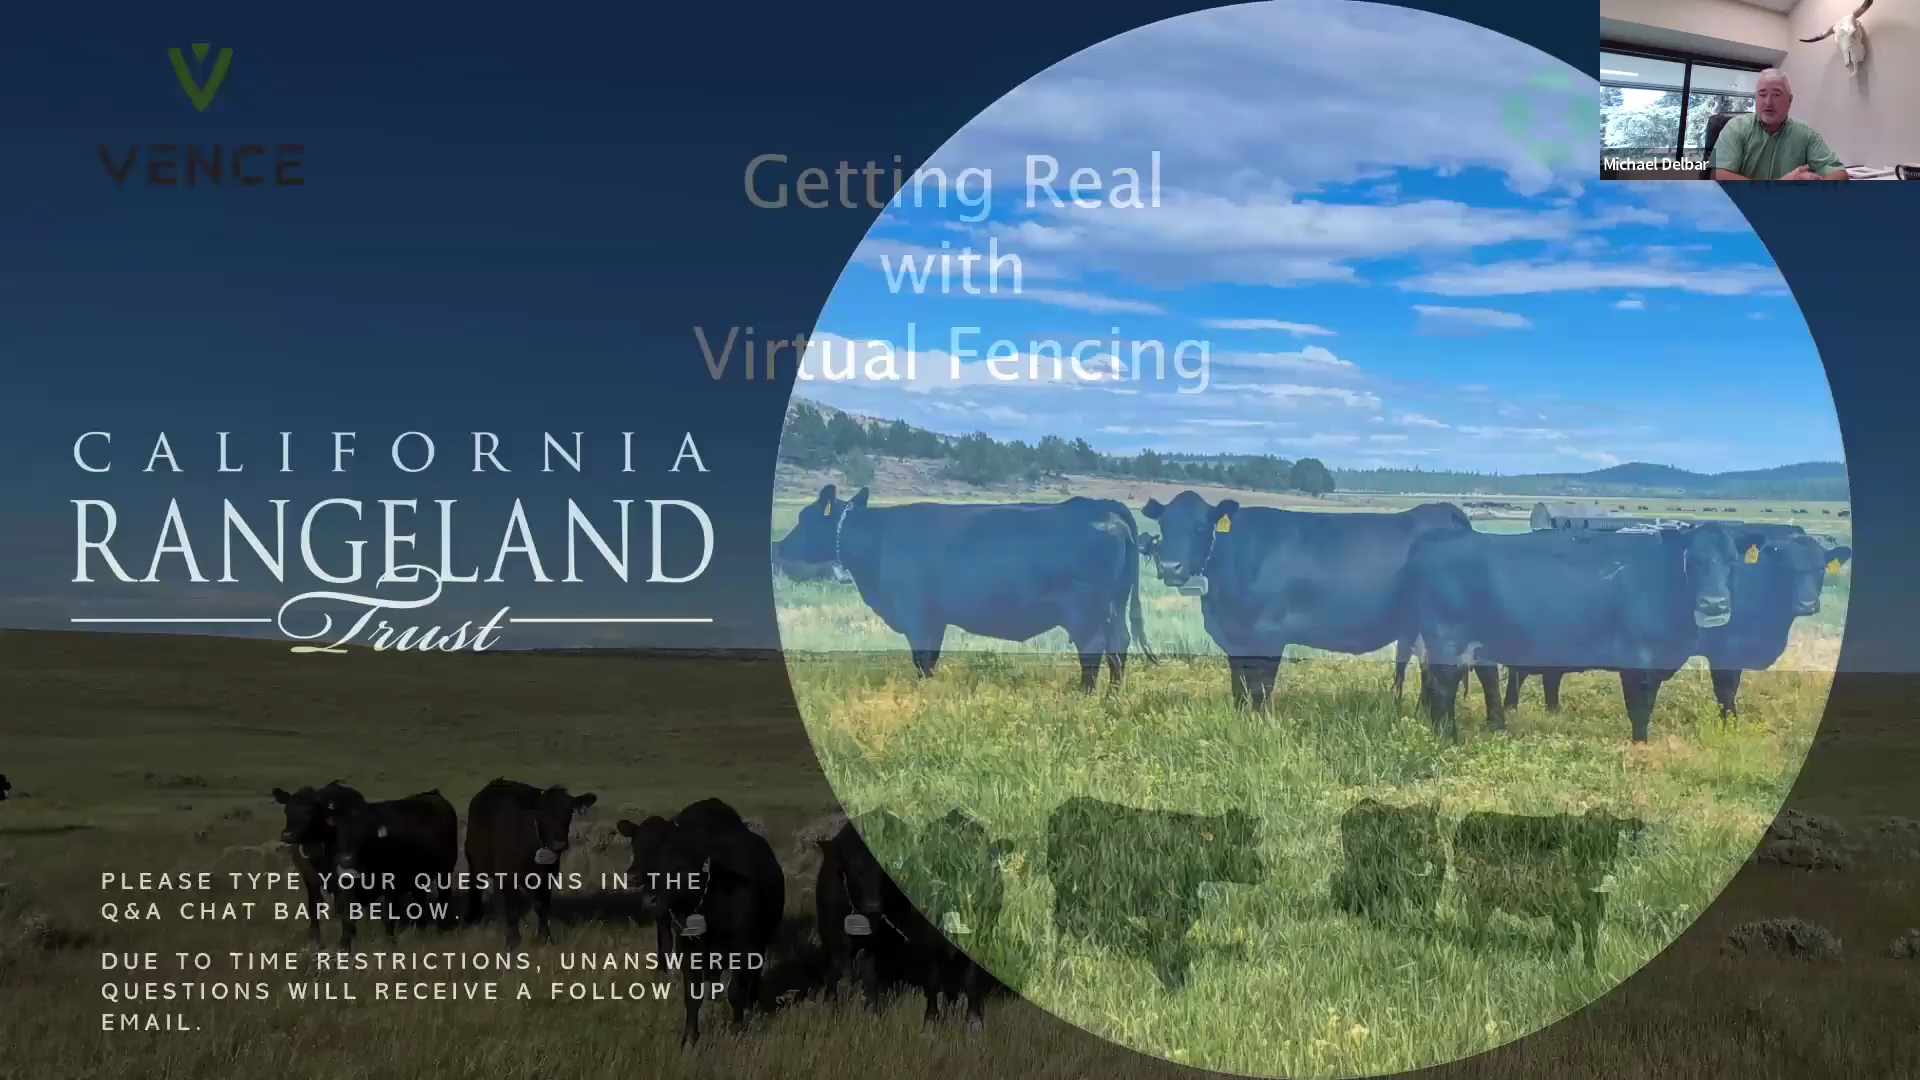 VENCE
Getting Real
with
Virtual Fencing
Michael Delbar
CALIFORNIA
RANGELAND
Trust
PLEASE TYPE YOUR QUESTIONS IN THE
Q&A CHAT BAR BELOW.
DUE TO TIME RESTRICTIONS, UNANSWERED
QUESTIONS WILL RECEIVE A FOLLOW UP
EMAIL.